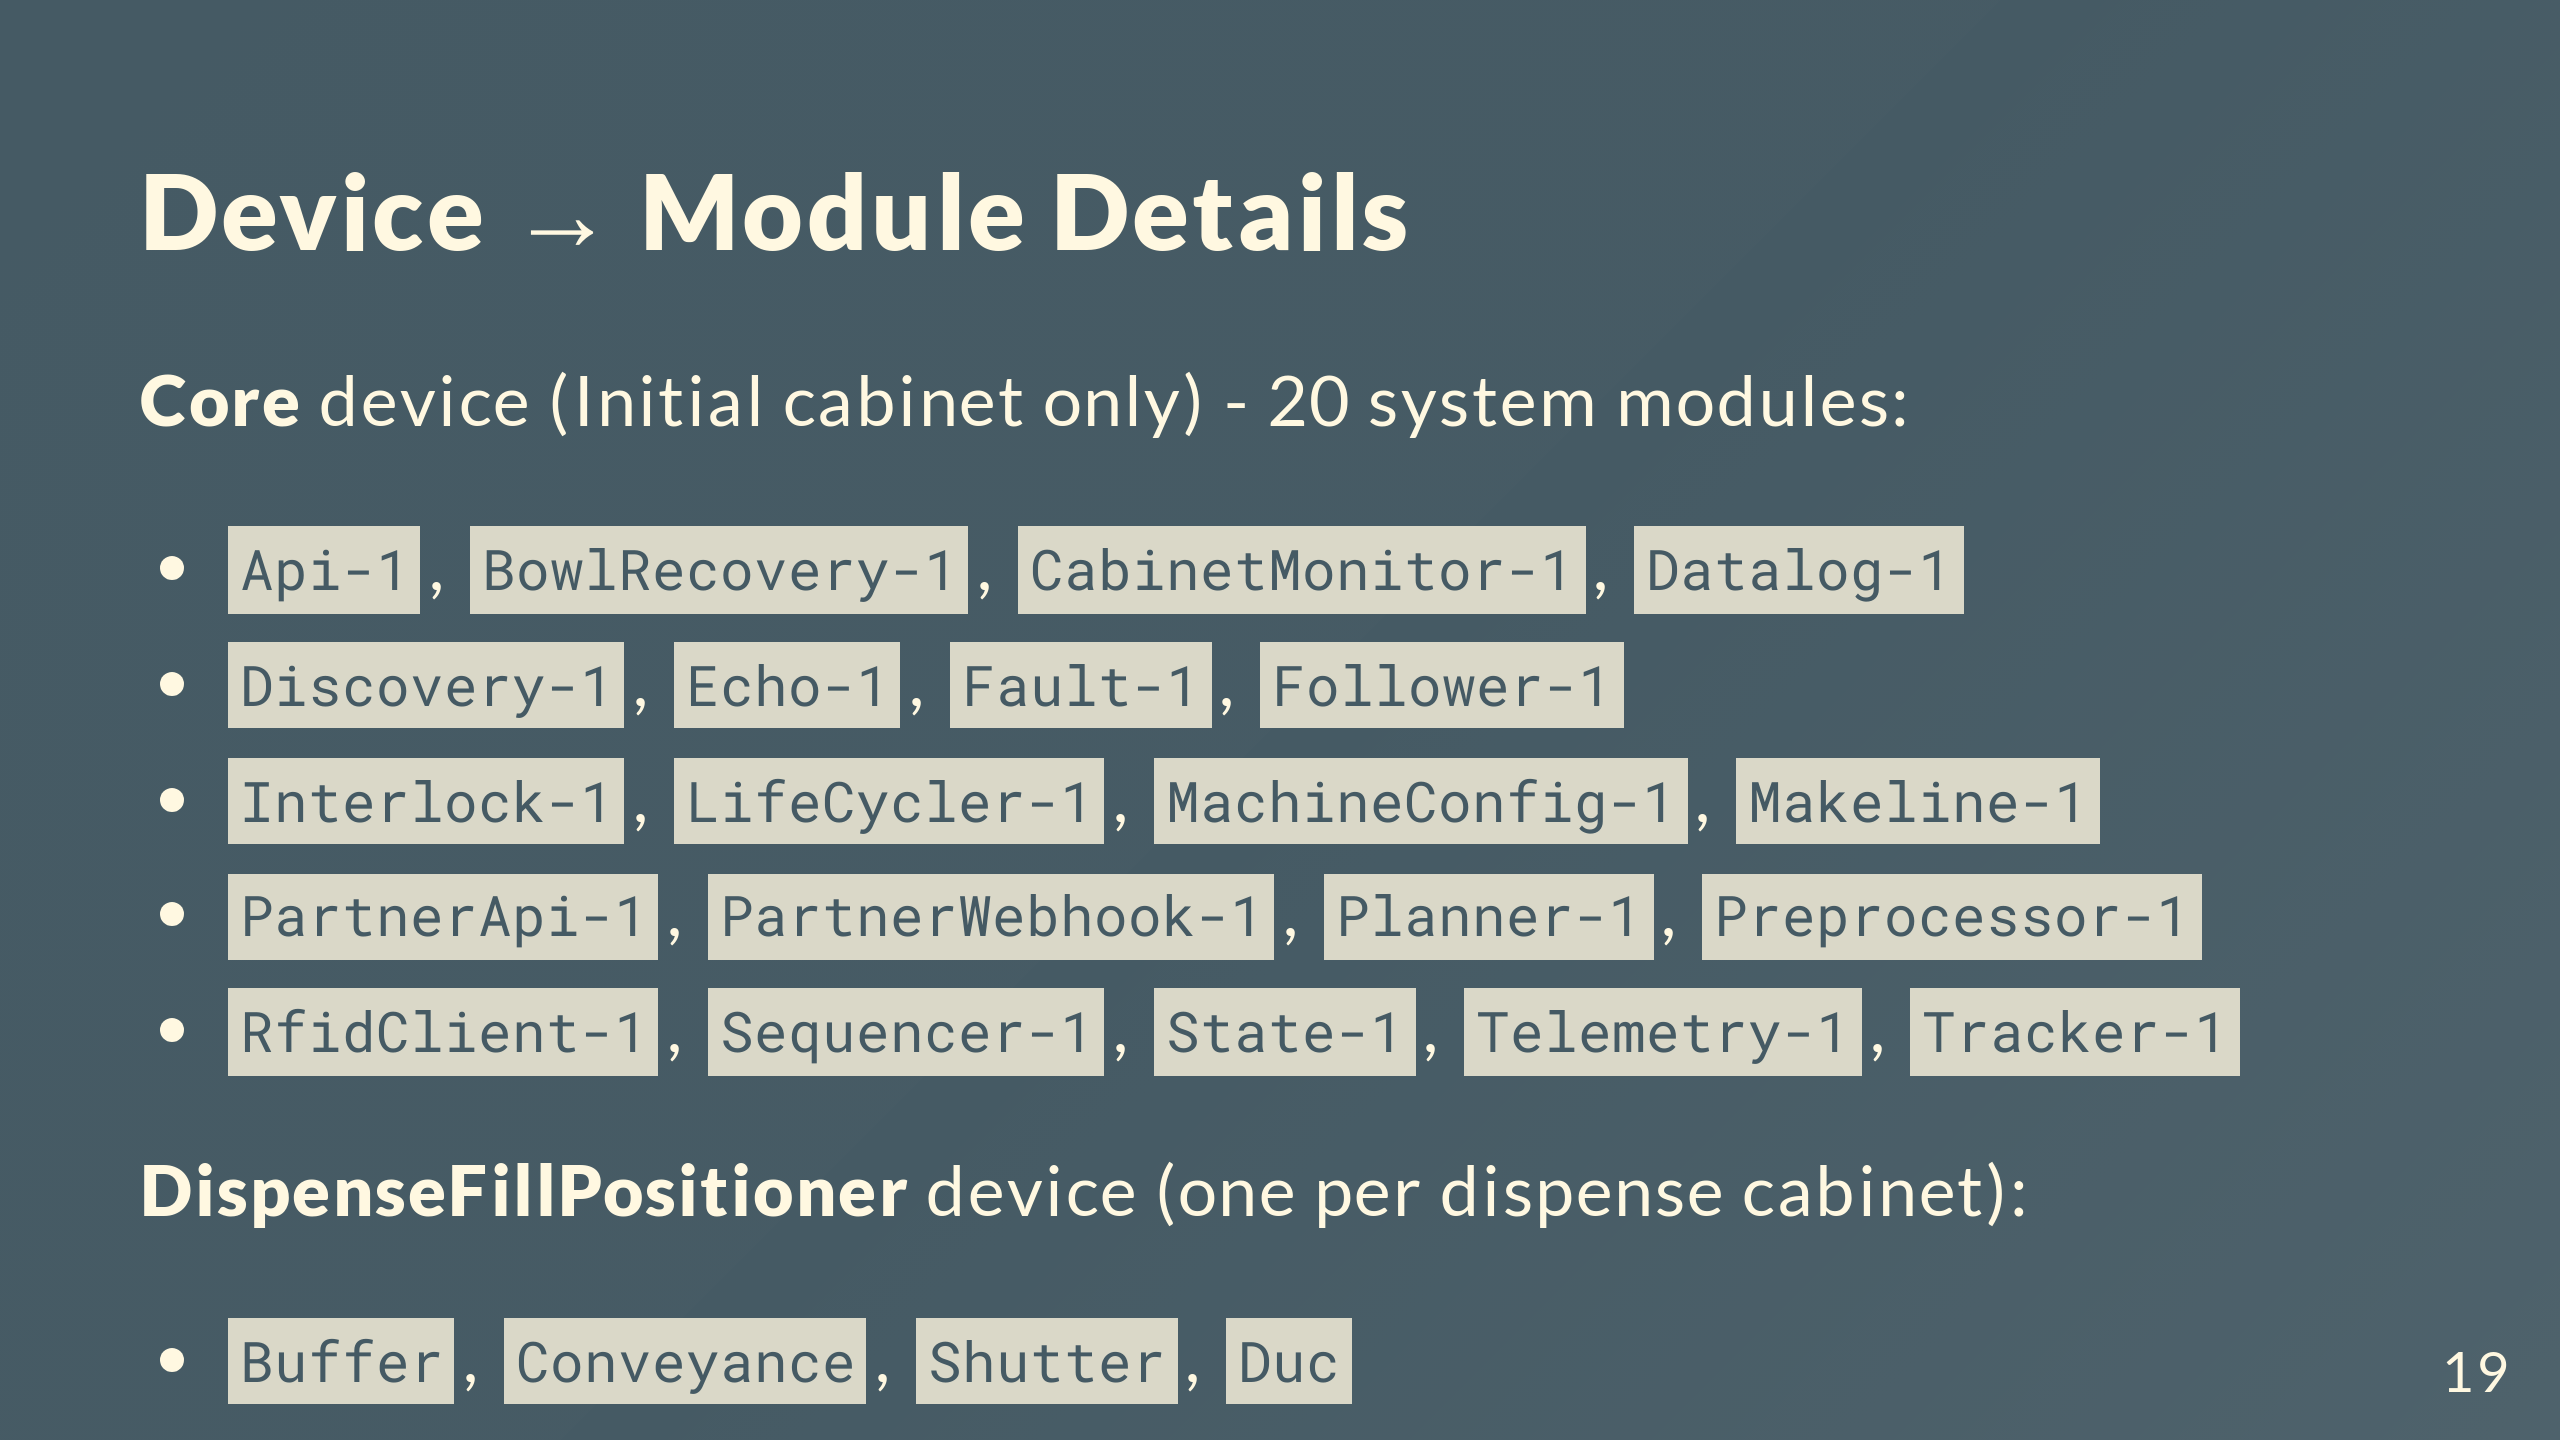 Device → Module Details
Core device (Initial cabinet only) - 20 system modules:
• Api-1, BowlRecovery-1, CabinetMonitor-1, Datalog-1
• Discovery-1, Echo-1, Fault-1, Follower-1
• Interlock-1, LifeCycler-1, MachineConfig-1, Makeline-1
• PartnerApi-1, PartnerWebhook-1, Planner-1, Preprocessor-1
• RfidClient-1, Sequencer-1, State-1, Telemetry-1, Tracker-1
DispenseFillPositioner device (one per dispense cabinet):
• Buffer, Conveyance, Shutter, Duc
19